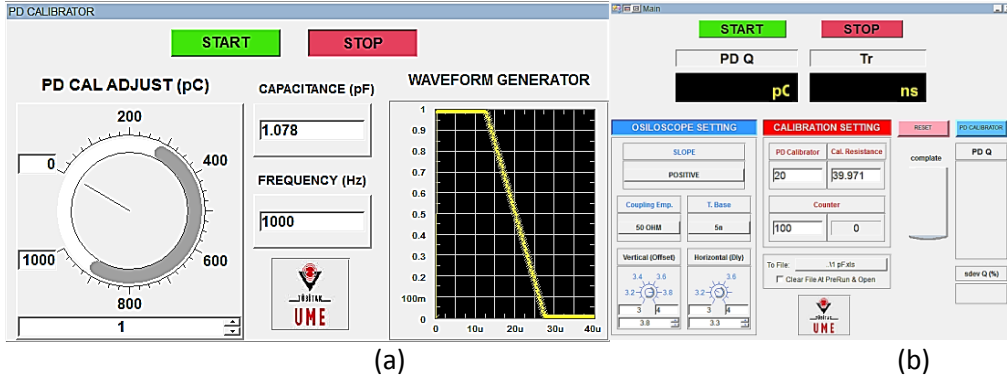 PD CALIBRATOR
START
STOP
PD CAL ADJUST (pC)
0
200
400
600
800
1000
1
CAPACITANCE (pF)
1.078
FREQUENCY (Hz)
1000
TÜBİTAK
UME
WAVEFORM GENERATOR
1
0.9
0.8
0.7
0.6
0.5
0.4
0.3
0.2
100m
0
0 10u 20u 30u 40u
(a)
Main
START
STOP
PD Q
Tr
pC
ns
OSILOSCOPE SETTING
SLOPE
POSITIVE
Coupling Emp.
T. Base
50 OHM
5n
Vertical (Offset)
Horizontal (Dly)
3.4 3.6
3.2 3.8
3 4
3.8
3.6
3.2
3 4
3.3
CALIBRATION SETTING
PD Calibrator
Cal. Resistance
20
39.971
Counter
100
0
To File:
..\1 pF.xls
Clear File At PreRun & Open
TÜBİTAK
UME
RESET
complate
PD CALIBRATOR
PD Q
sdev Q (%)
(b)